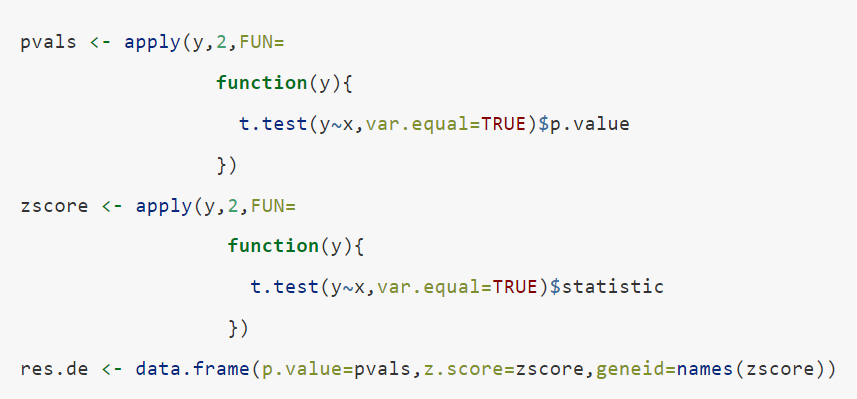 pvals <- apply(y,2,FUN=
function(y){
t.test(y~x,var.equal=TRUE)$p.value
})
zscore <- apply(y,2,FUN=
function(y){
t.test(y~x,var.equal=TRUE)$statistic
})
res.de <- data.frame(p.value=pvals,z.score=zscore,geneid=names(zscore))